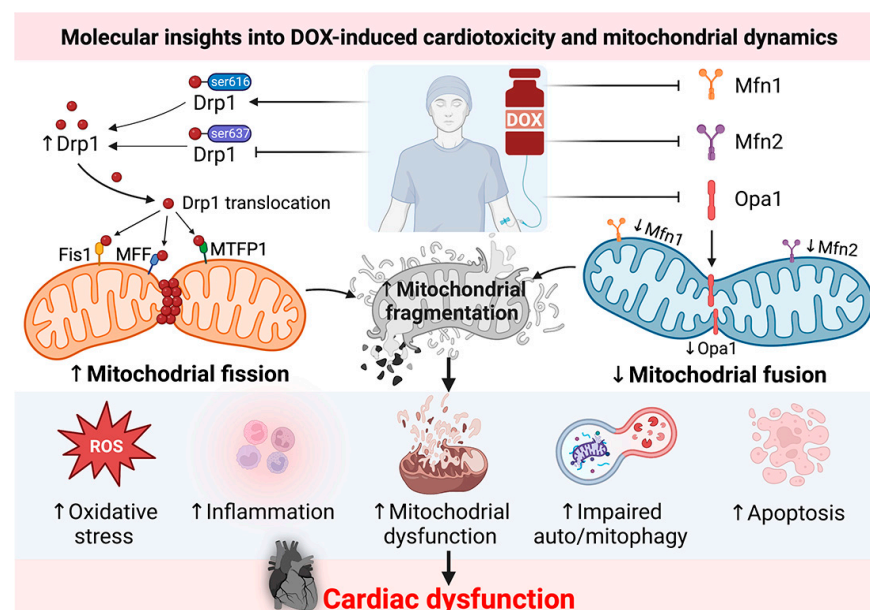 Molecular insights into DOX-induced cardiotoxicity and mitochondrial dynamics
ser616
Drp1
ser637
Drp1
↑Drp1
Drp1 translocation
Fis1
MFF
MTFP1
↑Mitochodrial fission
DOX
↑Mitochondrial
fragmentation
Mfn1
Mfn2
Opa1
↓Mfn1
↓Mfn2
↓Opa1
↓Mitochondrial fusion
ROS
↑Oxidative
stress
↑Inflammation
↑Mitochodrial
dysfunction
↑Impaired
auto/mitophagy
↑Apoptosis
Cardiac dysfunction